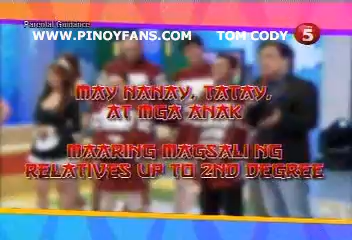 Parental Guidance
WWW.PINOYFANS.COM TOM CODY
5
MAY NANAY, TATAY,
AT MGA ANAK
MAARING MAGSALI NG
RELATIVES UP TO 2ND DEGREE